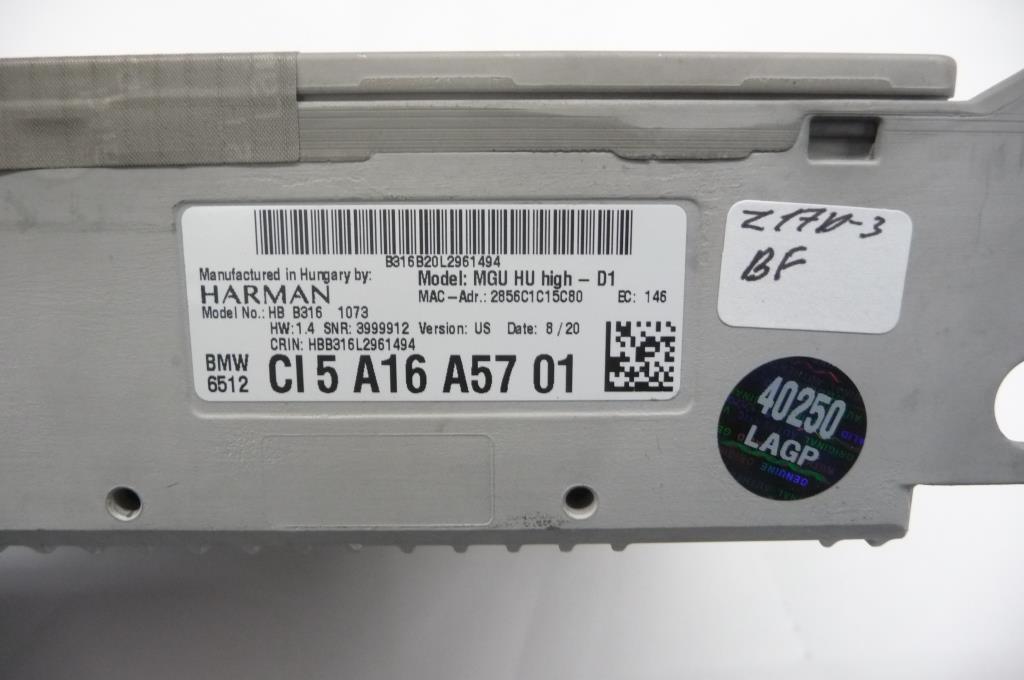 B316B20L2961494
Manufactured in Hungary by:
HARMAN
Model: MGU HU high - D1
MAC-Adr.: 2856C1C15C80 EC: 146
Model No.: HB B316 1073
HW:1.4 SNR: 3999912 Version: US Date: 8/20
CRIN: HBB316L2961494
BMW
6512
CI 5 A16 A57 01
BF
40250
LAGP
GENUINE